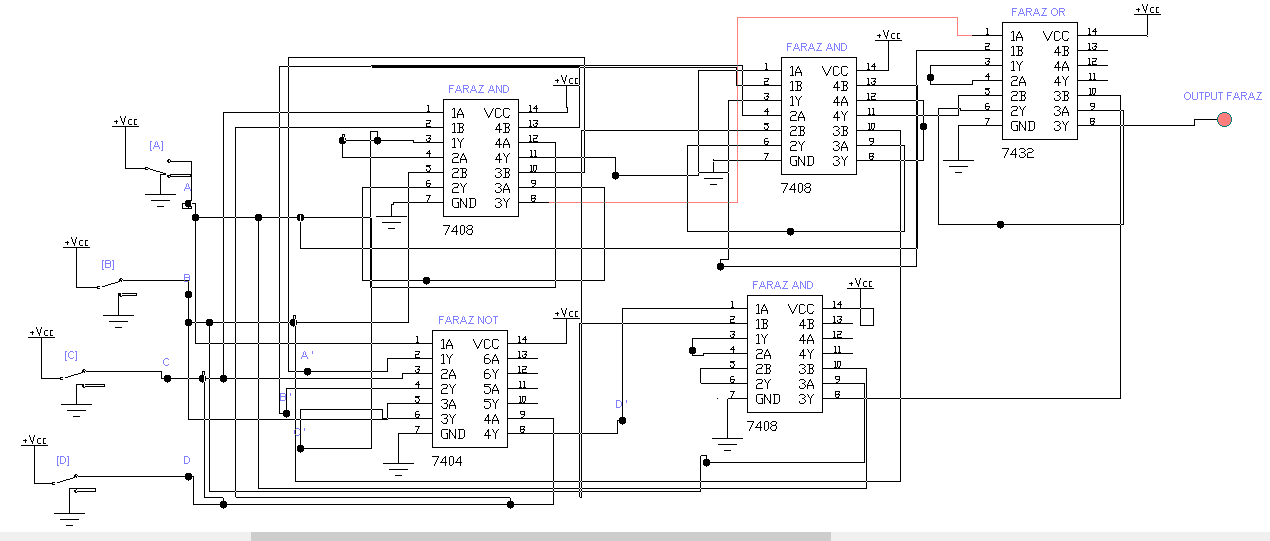 FARAZ OR
+Vcc
1 1A VCC 14
2 1B 4B 13
3 1Y 4A 12
4 2A 4Y 11
5 2B 3B 10
6 2Y 3A 9
7 GND 3Y 8
7432
OUTPUT FARAZ
FARAZ AND
+Vcc
1 1A VCC 14
2 1B 4B 13
3 1Y 4A 12
4 2A 4Y 11
5 2B 3B 10
6 2Y 3A 9
7 GND 3Y 8
7408
FARAZ AND
+Vcc
1 1A VCC 14
2 1B 4B 13
3 1Y 4A 12
4 2A 4Y 11
5 2B 3B 10
6 2Y 3A 9
7 GND 3Y 8
7408
+Vcc
[A]
A
+Vcc
[B]
B
+Vcc
[C]
C
+Vcc
[D]
D
FARAZ NOT
+Vcc
1 1A VCC 14
2 1Y 6A 13
3 2A 6Y 12
4 2Y 5A 11
5 3A 5Y 10
6 3Y 4A 9
7 GND 4Y 8
7404
A'
B'
C'
D'
FARAZ AND
+Vcc
1 1A VCC 14
2 1B 4B 13
3 1Y 4A 12
4 2A 4Y 11
5 2B 3B 10
6 2Y 3A 9
7 GND 3Y 8
7408